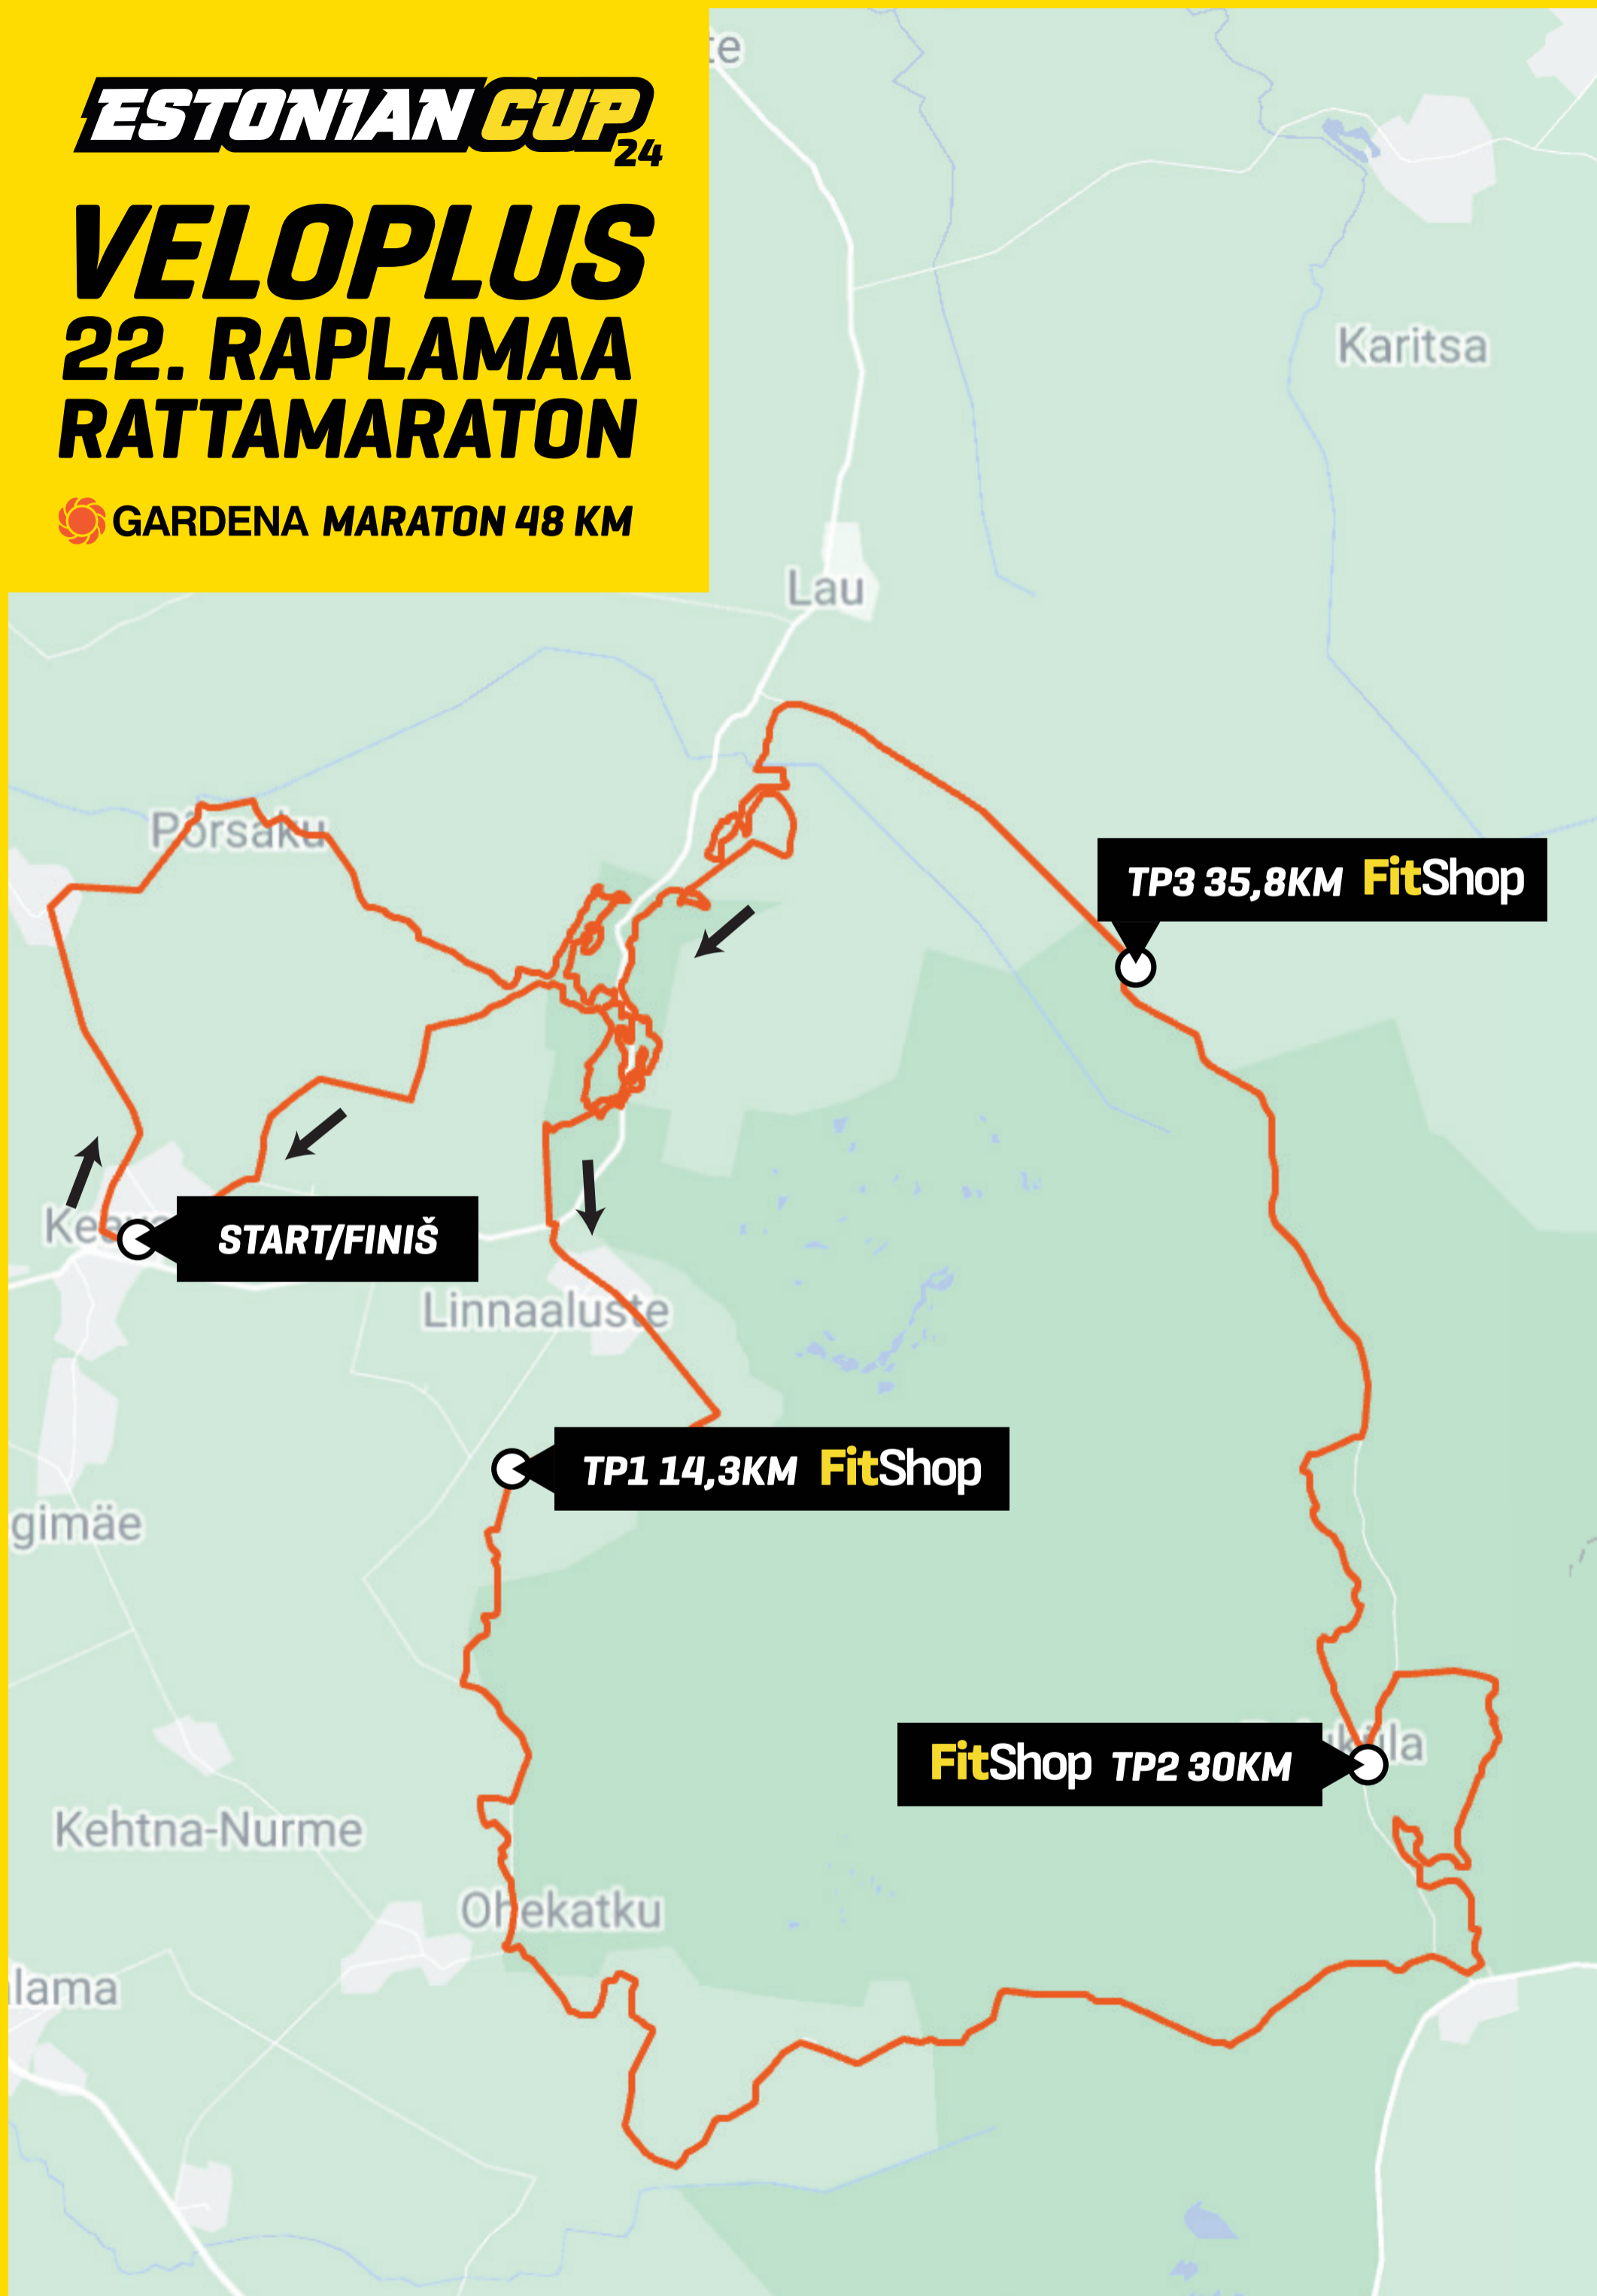 ESTONIAN CUP
24
VELOPLUS
22. RAPLAMAA
RATTAMARATON
GARDENA MARATON 48 KM
Karitsa
Lau
Põrsaku
TP3 35,8KM FitShop
START/FINIŠ
Linnaaluste
TP1 14,3KM FitShop
gimäe
FitShop TP2 30KM
Kehtna-Nurme
Ohekatku
lama